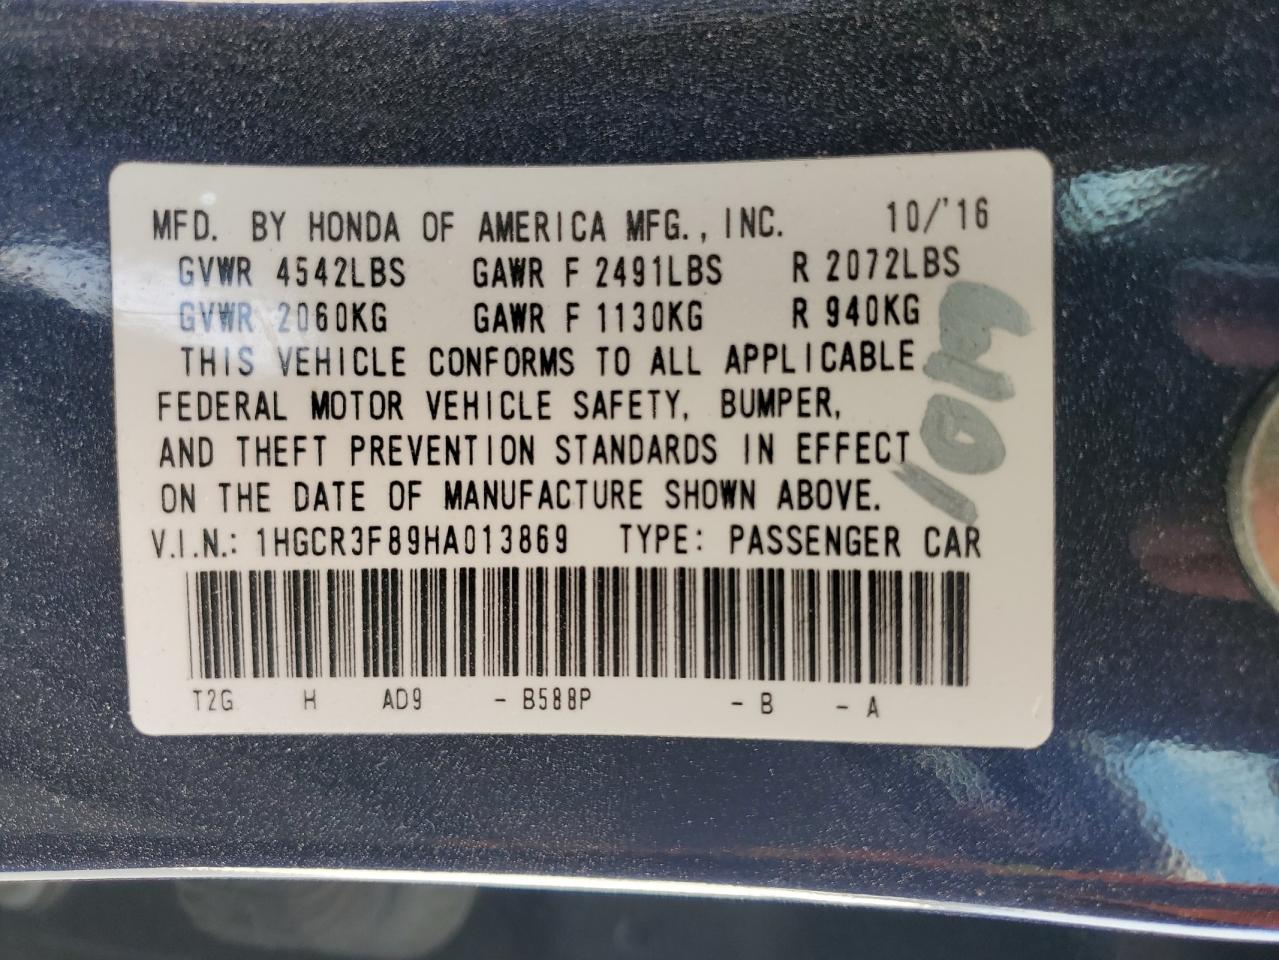 MFD. BY HONDA OF AMERICA MFG., INC. 10/'16
GVWR 4542LBS GAWR F 2491LBS R 2072LBS
GVWR 2060KG GAWR F 1130KG R 940KG
THIS VEHICLE CONFORMS TO ALL APPLICABLE
FEDERAL MOTOR VEHICLE SAFETY, BUMPER,
AND THEFT PREVENTION STANDARDS IN EFFECT
ON THE DATE OF MANUFACTURE SHOWN ABOVE.
V.I.N.: 1HGCR3F89HA013869 TYPE: PASSENGER CAR
T2G H AD9 - B588P - B - A